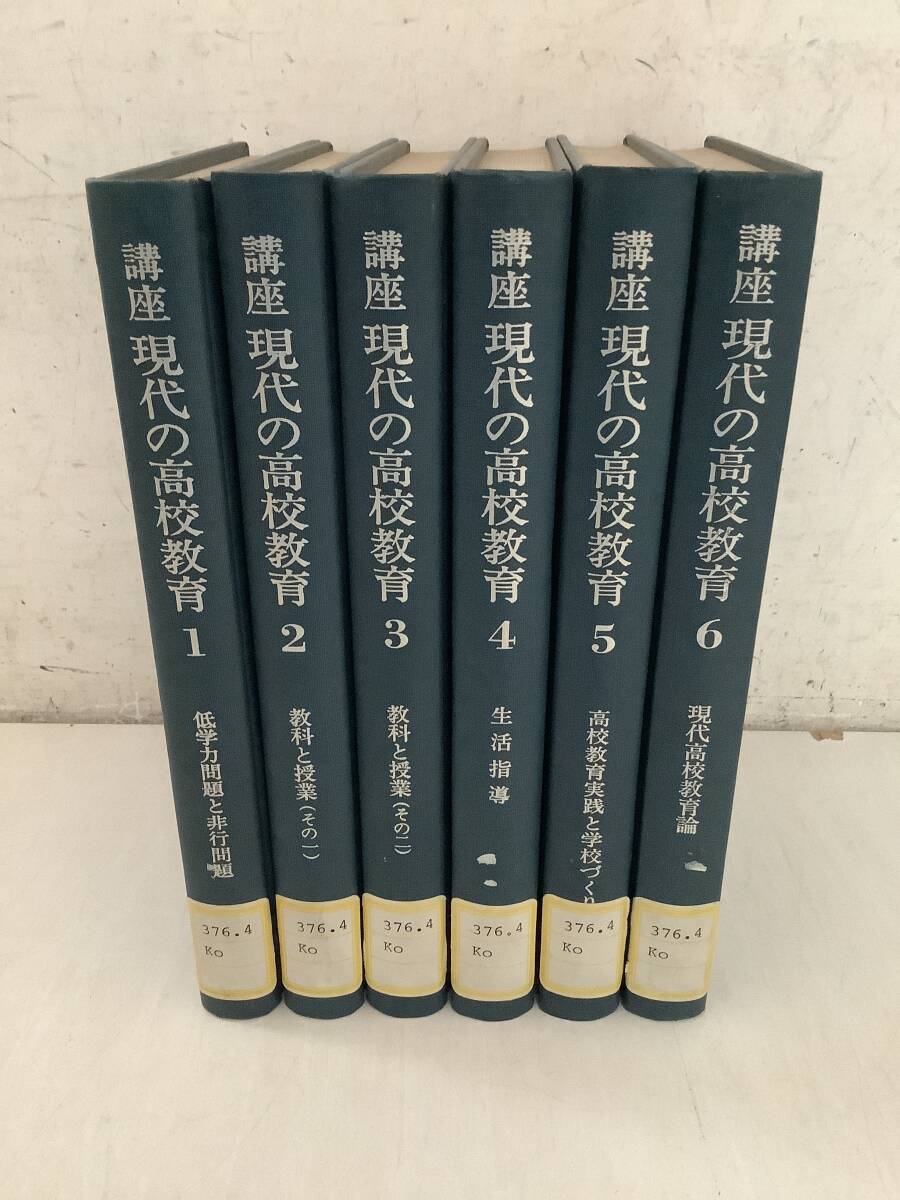 講座 現代の高校教育 1
低学力問題と非行問題
376.4
Ko
講座 現代の高校教育 2
教科と授業(その一)
376.4
Ko
講座 現代の高校教育 3
教科と授業(その二)
376.4
Ko
講座 現代の高校教育 4
生活指導
376.4
Ko
講座 現代の高校教育 5
高校教育実践と学校づくり
376.4
Ko
講座 現代の高校教育 6
現代高校教育論
376.4
Ko